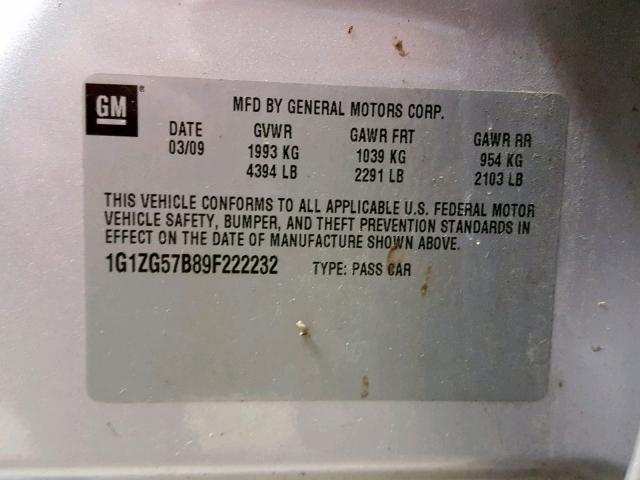 GM
MFD BY GENERAL MOTORS CORP.
DATE GVWR GAWR FRT GAWR RR
03/09 1993 KG 1039 KG 954 KG
4394 LB 2291 LB 2103 LB
THIS VEHICLE CONFORMS TO ALL APPLICABLE U.S. FEDERAL MOTOR
VEHICLE SAFETY, BUMPER, AND THEFT PREVENTION STANDARDS IN
EFFECT ON THE DATE OF MANUFACTURE SHOWN ABOVE.
1G1ZG57B89F222232 TYPE: PASS CAR